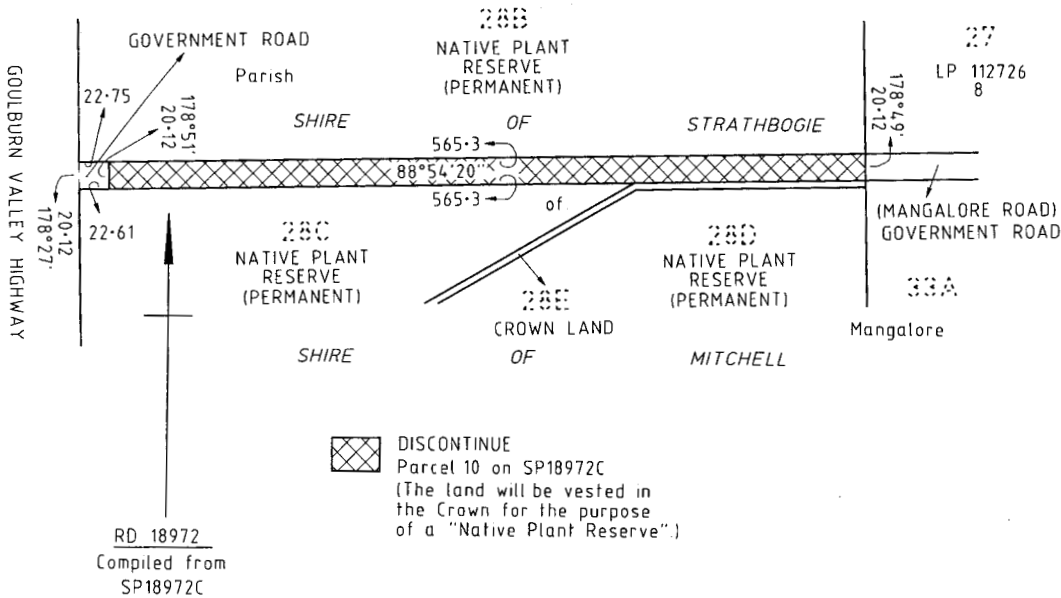 28B
27
GOVERNMENT ROAD
NATIVE PLANT
RESERVE
(PERMANENT)
Parish
LP 112726
8
22·75
178°51'
20·12
178°49'
20·12
SHIRE OF STRATHBOGIE
565·3
88°54'20"
565·3
GOULBURN VALLEY HIGHWAY
20·12
178°27'
22·61
of
(MANGALORE ROAD)
GOVERNMENT ROAD
28C
NATIVE PLANT
RESERVE
(PERMANENT)
28D
NATIVE PLANT
RESERVE
(PERMANENT)
28E
CROWN LAND
33A
Mangalore
SHIRE OF MITCHELL
DISCONTINUE
Parcel 10 on SP18972C
(The land will be vested in
the Crown for the purpose
of a "Native Plant Reserve".)
RD 18972
Compiled from
SP18972C